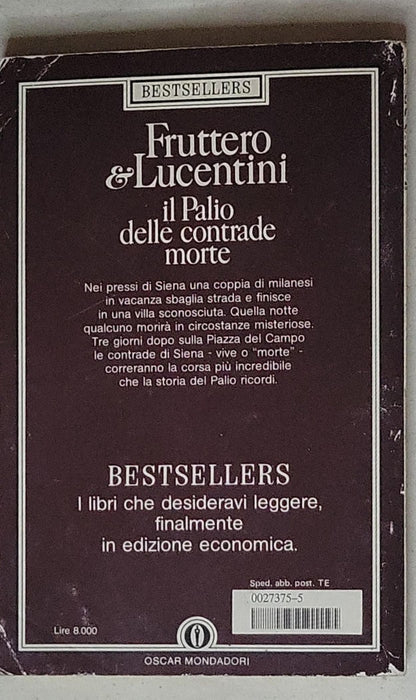 BESTSELLERS
Fruttero
& Lucentini
il Palio
delle contrade
morte
Nei pressi di Siena una coppia di milanesi
in vacanza sbaglia strada e finisce
in una villa sconosciuta. Quella notte
qualcuno morirà in circostanze misteriose.
Tre giorni dopo sulla Piazza del Campo
le contrade di Siena - vive o "morte" -
correranno la corsa più incredibile
che la storia del Palio ricordi.
BESTSELLERS
I libri che desideravi leggere,
finalmente
in edizione economica.
Sped. abb. post. TE
0027375-5
Lire 8.000
OSCAR MONDADORI